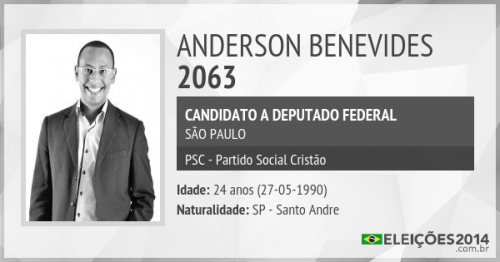 ANDERSON BENEVIDES
2063
CANDIDATO A DEPUTADO FEDERAL
SÃO PAULO
PSC - Partido Social Cristão
Idade: 24 anos (27-05-1990)
Naturalidade: SP - Santo Andre
ELEIÇÕES2014
.com.br